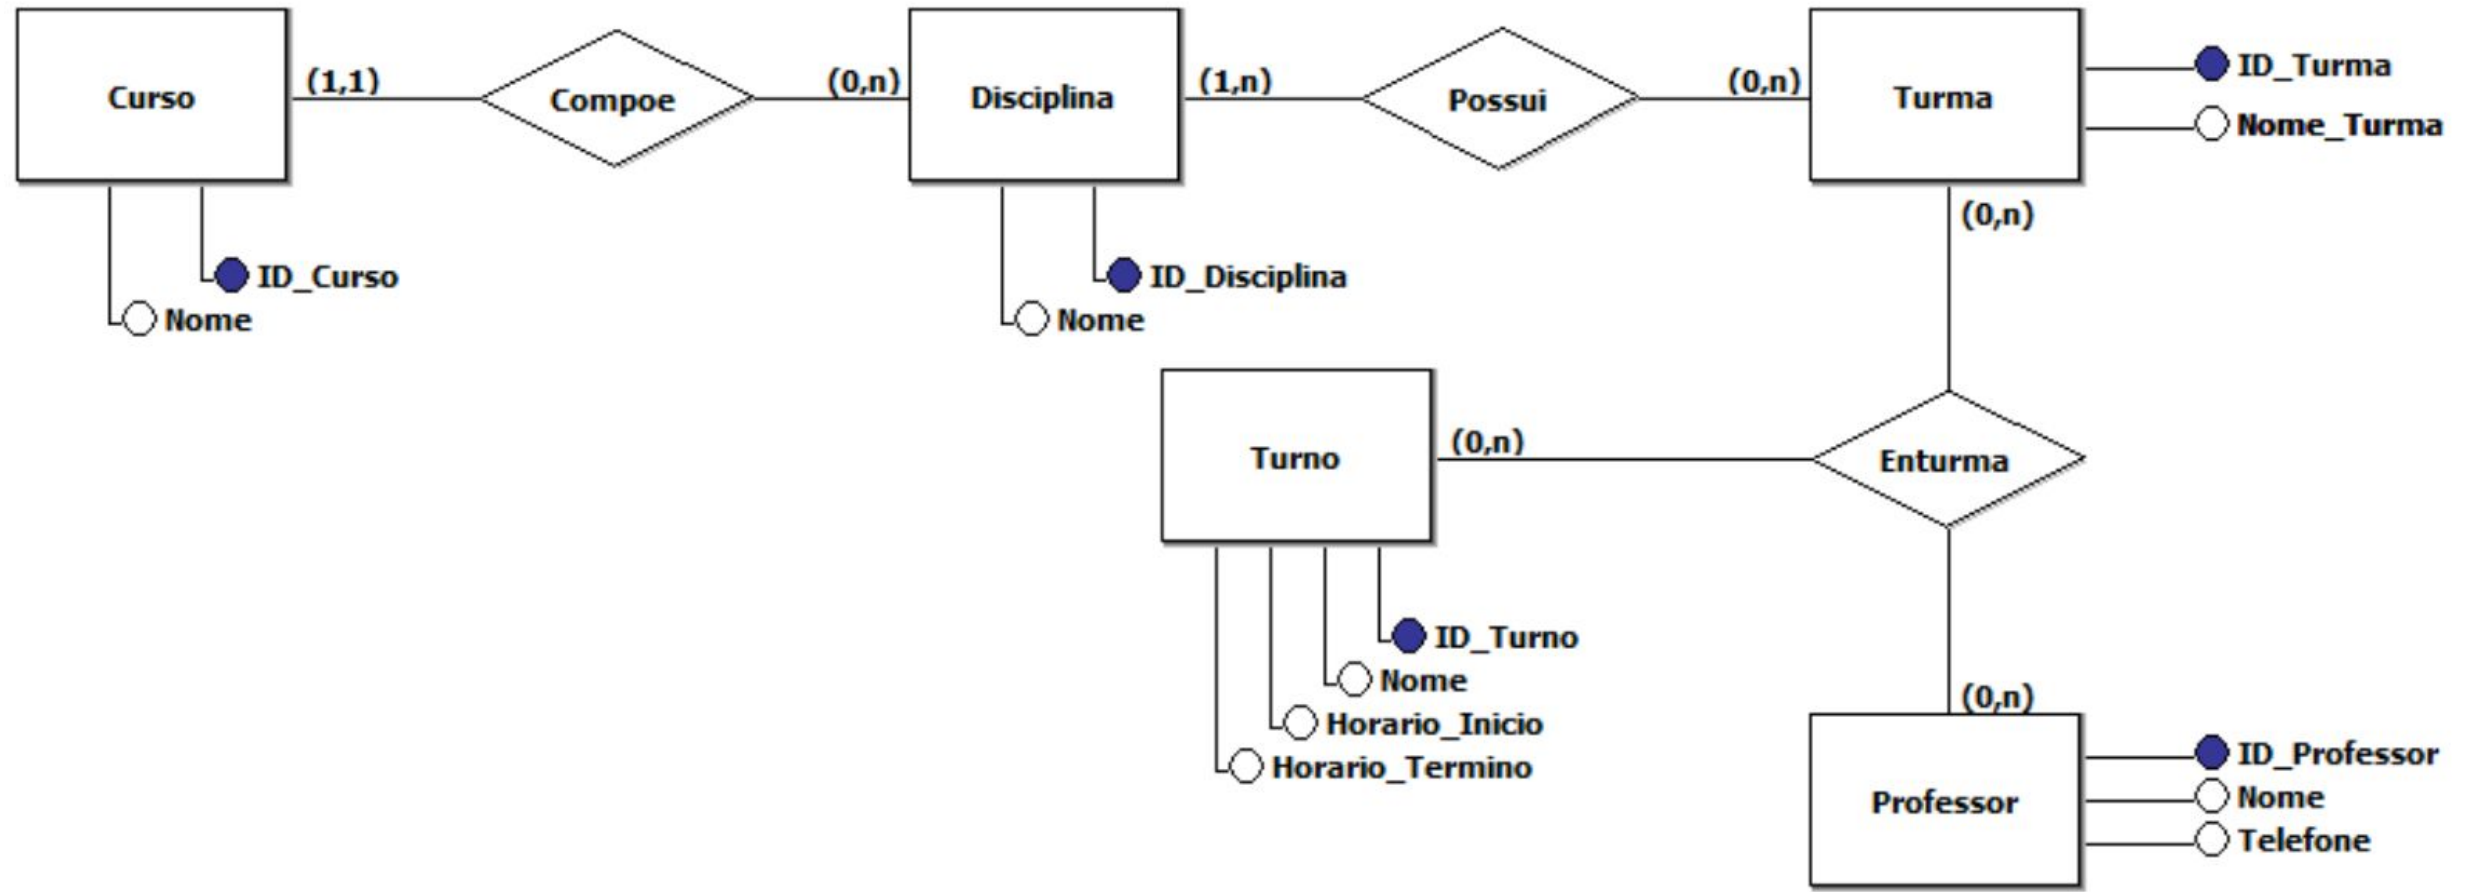 Curso
(1,1)
Compoe
(0,n)
Disciplina
(1,n)
Possui
(0,n)
Turma
ID_Turma
Nome_Turma
ID_Curso
Nome
ID_Disciplina
Nome
(0,n)
Turno
(0,n)
Enturma
ID_Turno
Nome
Horario_Inicio
Horario_Termino
(0,n)
Professor
ID_Professor
Nome
Telefone